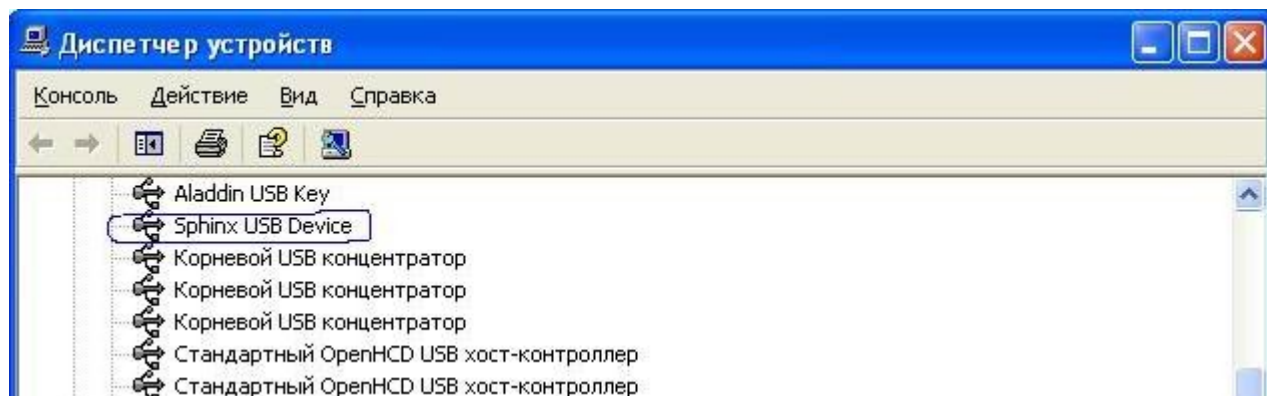 Диспетчер устройств
Консоль Действие Вид Справка
Aladdin USB Key
Sphinx USB Device
Корневой USB концентратор
Корневой USB концентратор
Корневой USB концентратор
Стандартный OpenHCD USB хост-контроллер
Стандартный OpenHCD USB хост-контроллер